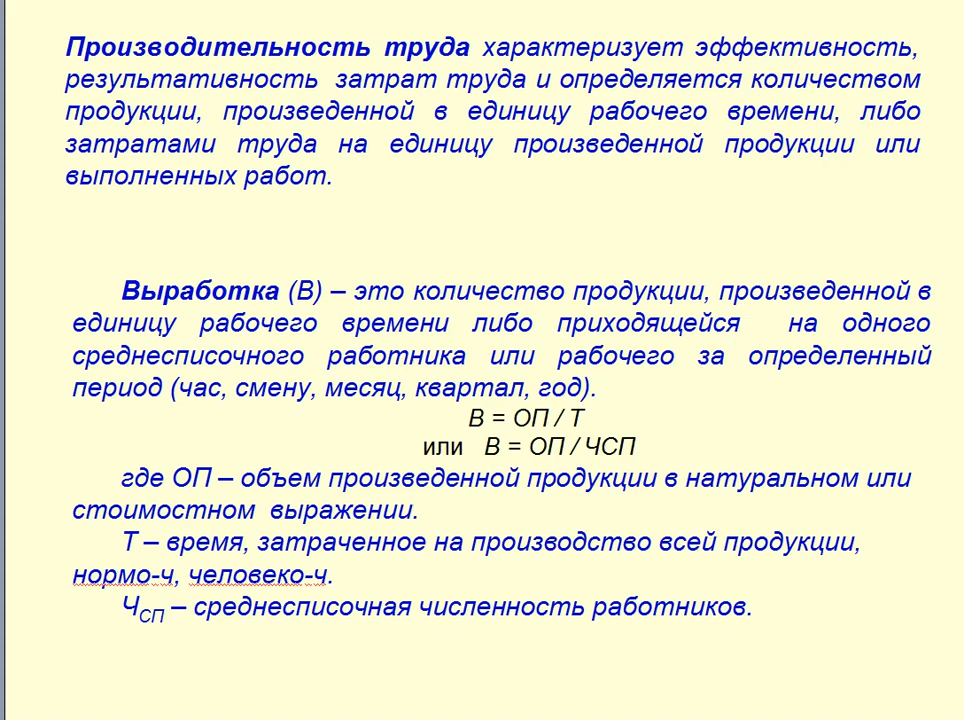 Производительность труда характеризует эффективность,
результативность затрат труда и определяется количеством
продукции, произведенной в единицу рабочего времени, либо
затратами труда на единицу произведенной продукции или
выполненных работ.
Выработка (В) – это количество продукции, произведенной в
единицу рабочего времени либо приходящейся на одного
среднесписочного работника или рабочего за определенный
период (час, смену, месяц, квартал, год).
В = ОП / Т
или В = ОП / ЧСП
где ОП – объем произведенной продукции в натуральном или
стоимостном выражении.
Т – время, затраченное на производство всей продукции,
нормо-ч, человеко-ч.
ЧСП – среднесписочная численность работников.